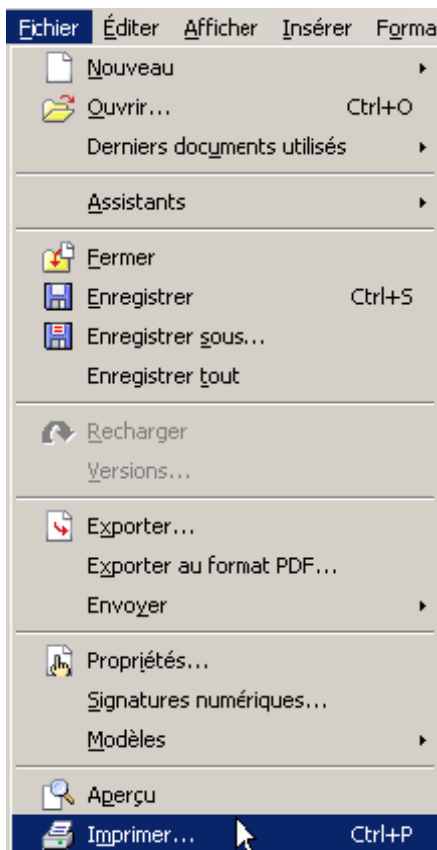 Fichier Éditer Afficher Insérer Forma
Nouveau
Ouvrir... Ctrl+O
Derniers documents utilisés
Assistants
Fermer
Enregistrer Ctrl+S
Enregistrer sous...
Enregistrer tout
Recharger
Versions...
Exporter...
Exporter au format PDF...
Envoyer
Propriétés...
Signatures numériques...
Modèles
Aperçu
Imprimer... Ctrl+P